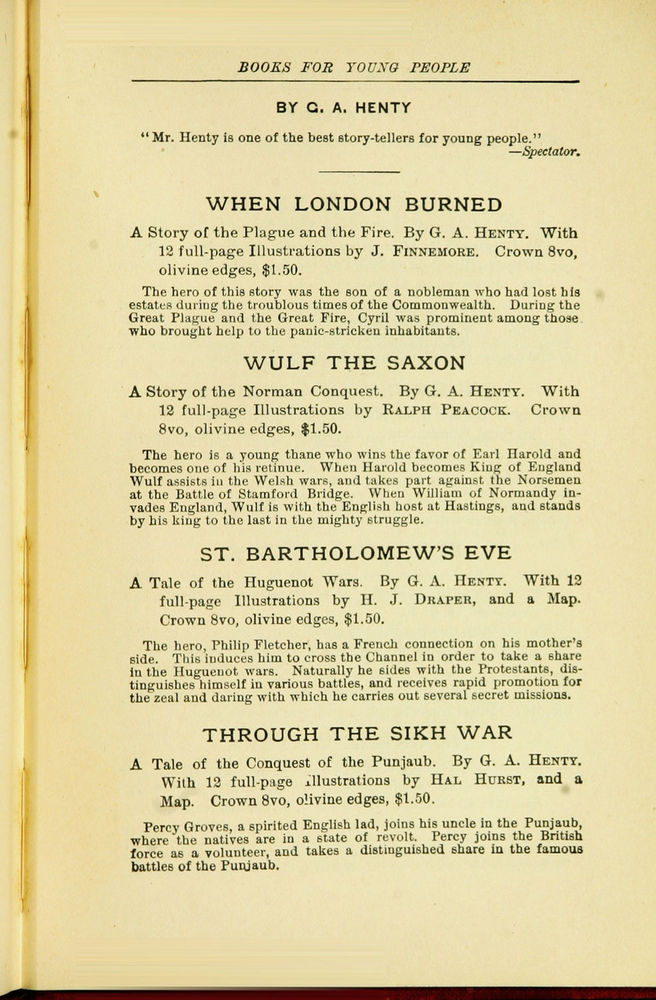 BOOKS FOR YOUNG PEOPLE
BY G. A. HENTY
"Mr. Henty is one of the best story-tellers for young people."
—Spectator.
WHEN LONDON BURNED
A Story of the Plague and the Fire. By G. A. HENTY. With
12 full-page Illustrations by J. FINNEMORE. Crown 8vo,
olivine edges, $1.50.
The hero of this story was the son of a nobleman who had lost his
estates during the troublous times of the Commonwealth. During the
Great Plague and the Great Fire, Cyril was prominent among those
who brought help to the panic-stricken inhabitants.
WULF THE SAXON
A Story of the Norman Conquest. By G. A. HENTY. With
12 full-page Illustrations by RALPH PEACOCK. Crown
8vo, olivine edges, $1.50.
The hero is a young thane who wins the favor of Earl Harold and
becomes one of his retinue. When Harold becomes King of England
Wulf assists in the Welsh wars, and takes part against the Norsemen
at the Battle of Stamford Bridge. When William of Normandy in-
vades England, Wulf is with the English host at Hastings, and stands
by his king to the last in the mighty struggle.
ST. BARTHOLOMEW'S EVE
A Tale of the Huguenot Wars. By G. A. HENTY. With 12
full-page Illustrations by H. J. DRAPER, and a Map.
Crown 8vo, olivine edges, $1.50.
The hero, Philip Fletcher, has a French connection on his mother's
side. This induces him to cross the Channel in order to take a share
in the Huguenot wars. Naturally he sides with the Protestants, dis-
tinguishes himself in various battles, and receives rapid promotion for
the zeal and daring with which he carries out several secret missions.
THROUGH THE SIKH WAR
A Tale of the Conquest of the Punjaub. By G. A. HENTY.
With 12 full-page Illustrations by HAL HURST, and a
Map. Crown 8vo, olivine edges, $1.50.
Percy Groves, a spirited English lad, joins his uncle in the Punjaub,
where the natives are in a state of revolt. Percy joins the British
force as a volunteer, and takes a distinguished share in the famous
battles of the Punjaub.